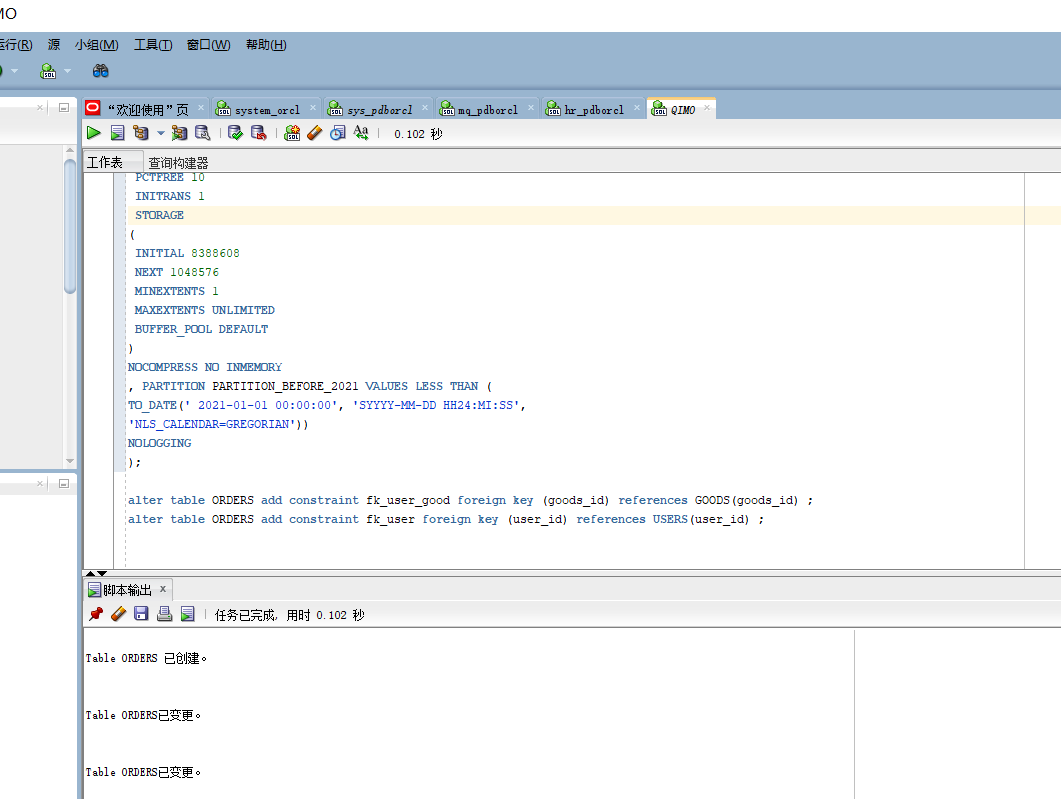 MO
运行(R) 源 小组(M) 工具(T) 窗口(W) 帮助(H)
“欢迎使用”页 system_orcl sys_pdborcl mq_pdborcl hr_pdborcl QIMO
0.102 秒
工作表 查询构建器
PCTFREE 10
INITRANS 1
STORAGE
(
INITIAL 8388608
NEXT 1048576
MINEXTENTS 1
MAXEXTENTS UNLIMITED
BUFFER_POOL DEFAULT
)
NOCOMPRESS NO INMEMORY
, PARTITION PARTITION_BEFORE_2021 VALUES LESS THAN (
TO_DATE(' 2021-01-01 00:00:00', 'SYYYY-MM-DD HH24:MI:SS',
'NLS_CALENDAR=GREGORIAN'))
NOLOGGING
);
alter table ORDERS add constraint fk_user_good foreign key (goods_id) references GOODS(goods_id) ;
alter table ORDERS add constraint fk_user foreign key (user_id) references USERS(user_id) ;
脚本输出
任务已完成, 用时 0.102 秒
Table ORDERS 已创建。
Table ORDERS已变更。
Table ORDERS已变更。